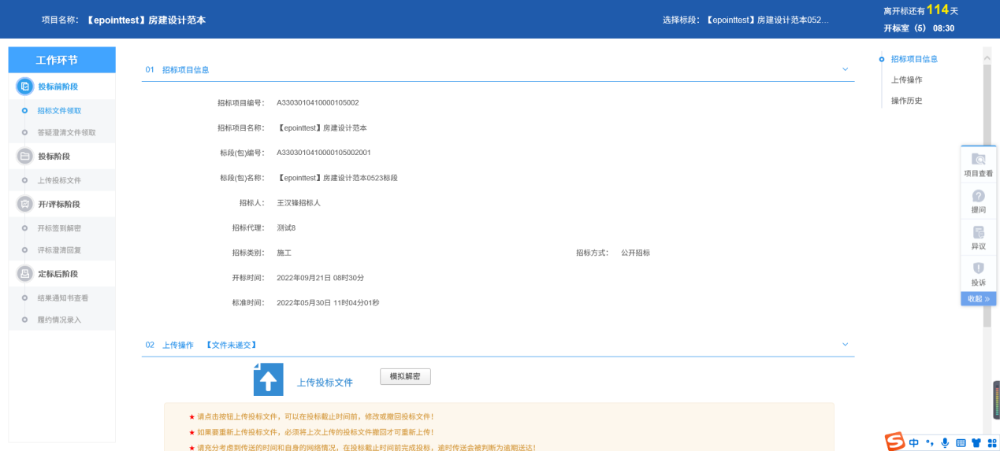 项目名称：【epointtest】房建设计范本
选择标段：【epointtest】房建设计范本052...
离开标还有114天
开标室（5） 08:30
工作环节
投标前阶段
招标文件领取
答疑澄清文件领取
投标阶段
上传投标文件
开/评标阶段
开标签到解密
评标澄清回复
定标后阶段
结果通知书查看
履约情况录入
01 招标项目信息
招标项目编号： A3303010410000105002
招标项目名称： 【epointtest】房建设计范本
标段(包)编号： A3303010410000105002001
标段(包)名称： 【epointtest】房建设计范本0523标段
招标人： 王汉锋招标人
招标代理： 测试8
招标类别： 施工 招标方式： 公开招标
开标时间： 2022年09月21日 08时30分
标准时间： 2022年05月30日 11时04分01秒
02 上传操作 【文件未递交】
上传投标文件
模拟解密
★ 请点击按钮上传投标文件，可以在投标截止时间前，修改或撤回投标文件！
★ 如果要重新上传投标文件，必须将上次上传的投标文件撤回才可重新上传！
★ 请充分考虑到传送的时间和自身的网络情况，在投标截止时间前完成投标，逾时传送会被判断为逾期送达！
招标项目信息
上传操作
操作历史
项目查看
提问
异议
投诉
收起 »
S 中